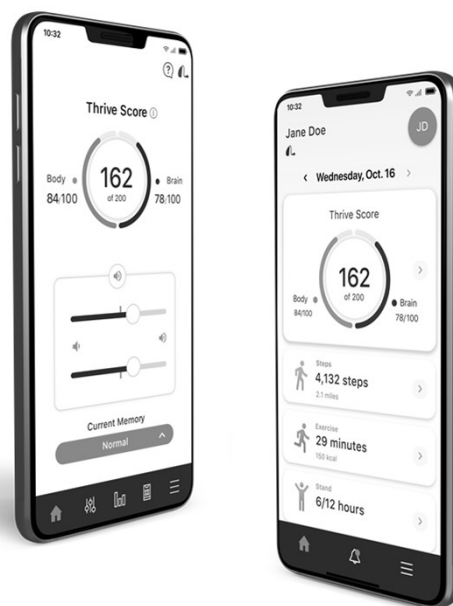 10:32
Thrive Score
Body
84/100
162
of 200
Brain
78/100
Current Memory
Normal
10:32
Jane Doe
JD
Wednesday, Oct. 16
Thrive Score
162
of 200
Body
84/100
Brain
78/100
Steps
4,132 steps
2.1 miles
Exercise
29 minutes
150 kcal
Stand
6/12 hours